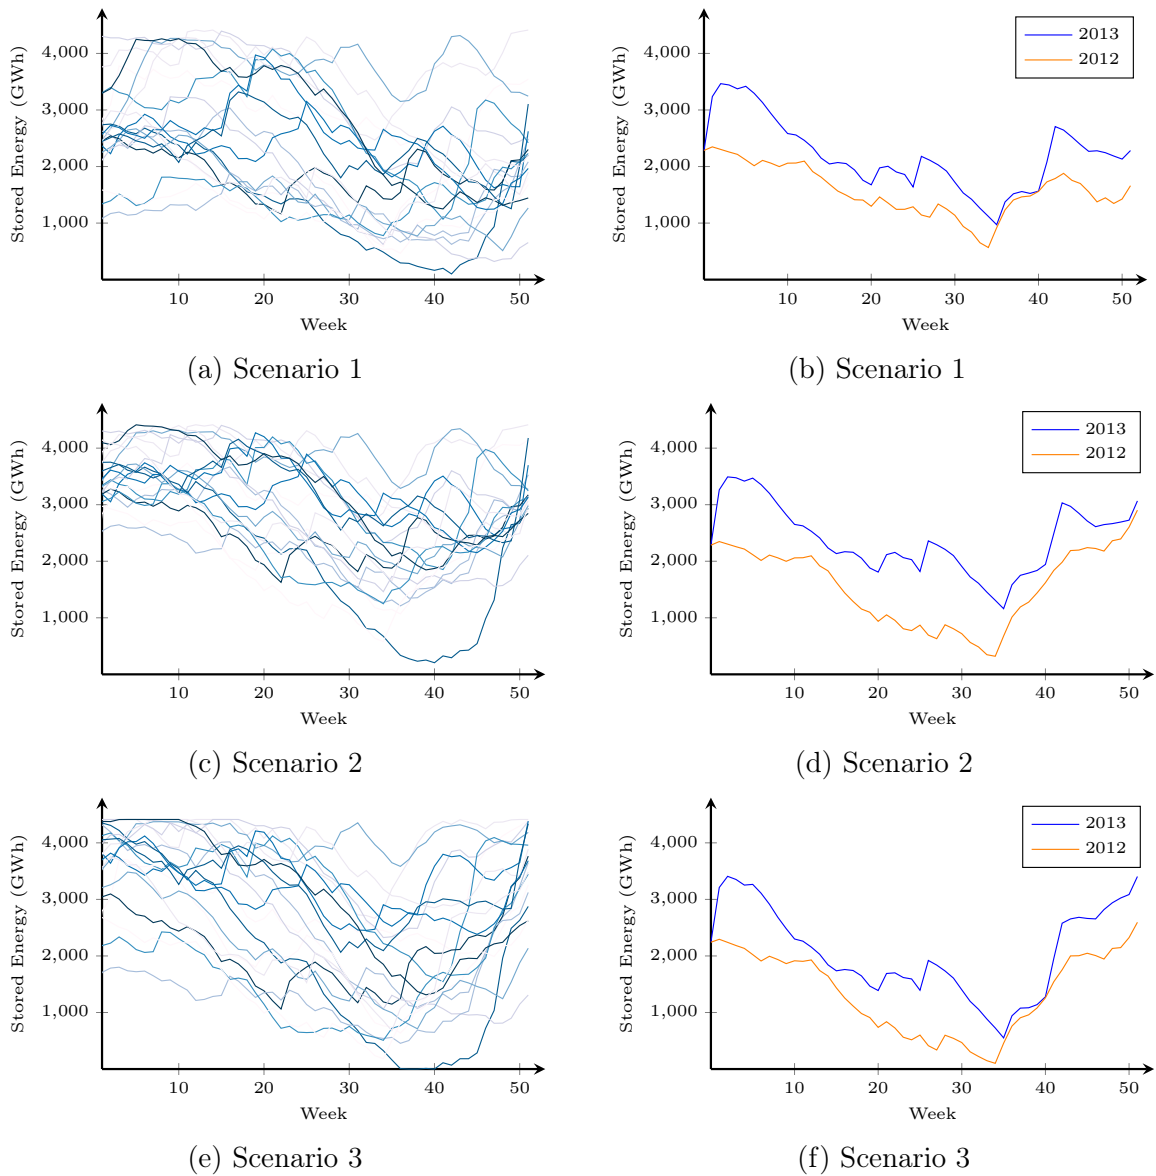 4,000
3,000
2,000
1,000
10 20 30 40 50
Stored Energy (GWh)
Week
(a) Scenario 1
4,000
3,000
2,000
1,000
10 20 30 40 50
Stored Energy (GWh)
Week
2013
2012
(b) Scenario 1
4,000
3,000
2,000
1,000
10 20 30 40 50
Stored Energy (GWh)
Week
(c) Scenario 2
4,000
3,000
2,000
1,000
10 20 30 40 50
Stored Energy (GWh)
Week
2013
2012
(d) Scenario 2
4,000
3,000
2,000
1,000
10 20 30 40 50
Stored Energy (GWh)
Week
(e) Scenario 3
4,000
3,000
2,000
1,000
10 20 30 40 50
Stored Energy (GWh)
Week
2013
2012
(f) Scenario 3